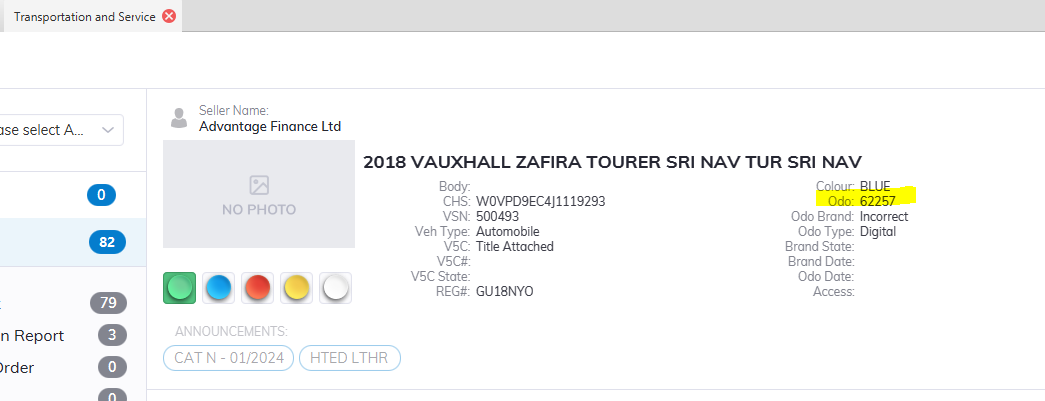 Transportation and Service
ase select A...
0
82
79
n Report 3
Order 0
0
Seller Name:
Advantage Finance Ltd
NO PHOTO
2018 VAUXHALL ZAFIRA TOURER SRI NAV TUR SRI NAV
Body:
CHS: W0VPD9EC4J1119293
VSN: 500493
Veh Type: Automobile
V5C: Title Attached
V5C#:
V5C State:
REG#: GU18NYO
Colour: BLUE
Odo: 62257
Odo Brand: Incorrect
Odo Type: Digital
Brand State:
Brand Date:
Odo Date:
Access:
ANNOUNCEMENTS:
CAT N - 01/2024
HTED LTHR